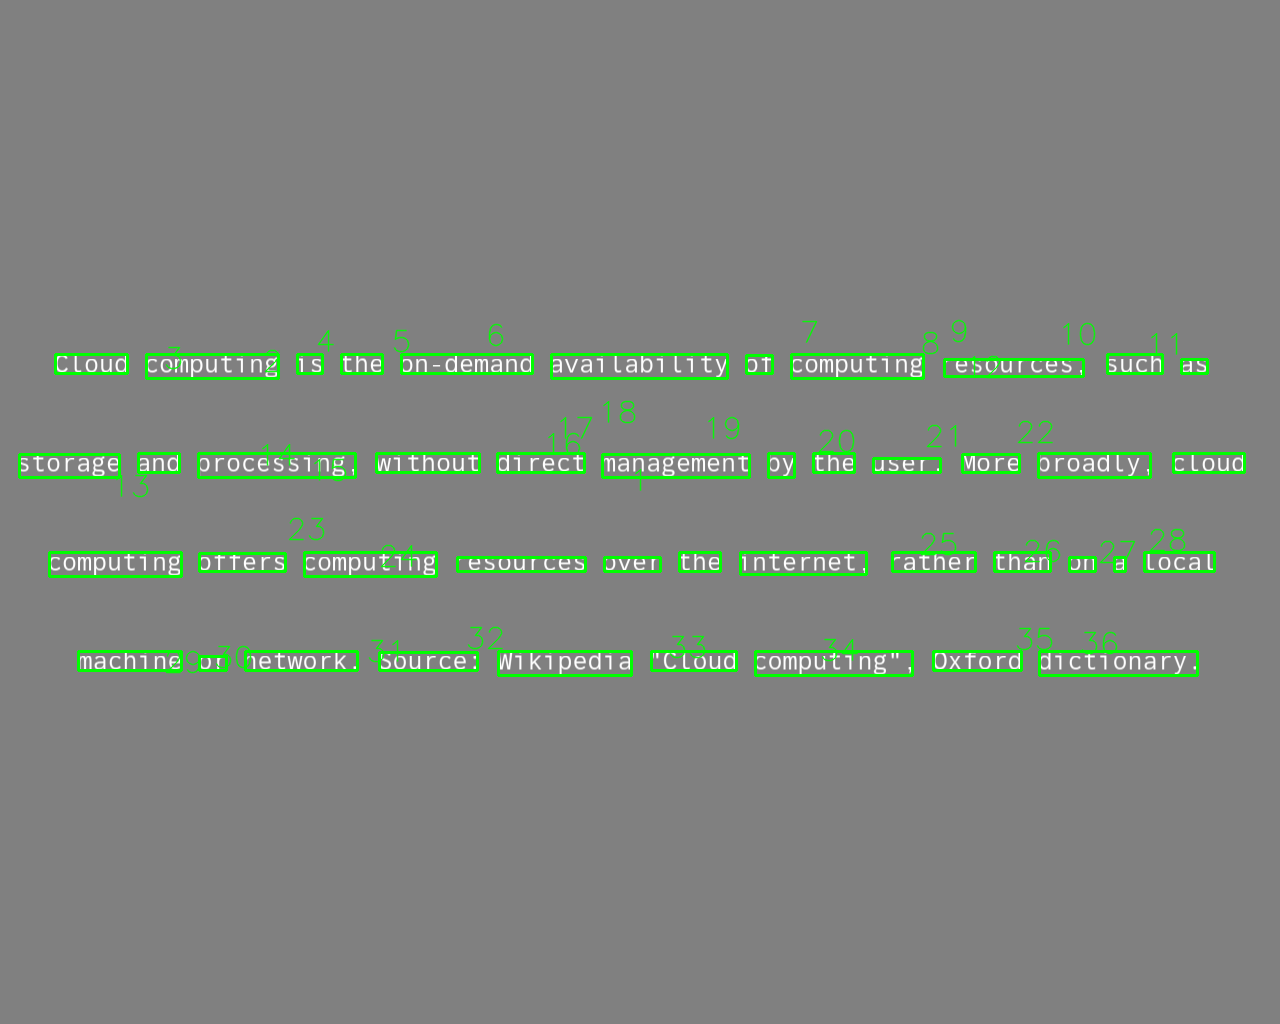 Cloud computing is the on-demand availability of computing resources, such as
storage and processing, without direct management by the user. More broadly, cloud
computing offers computing resources over the internet, rather than on a local
machine or network. Source: Wikipedia "Cloud computing", Oxford dictionary.